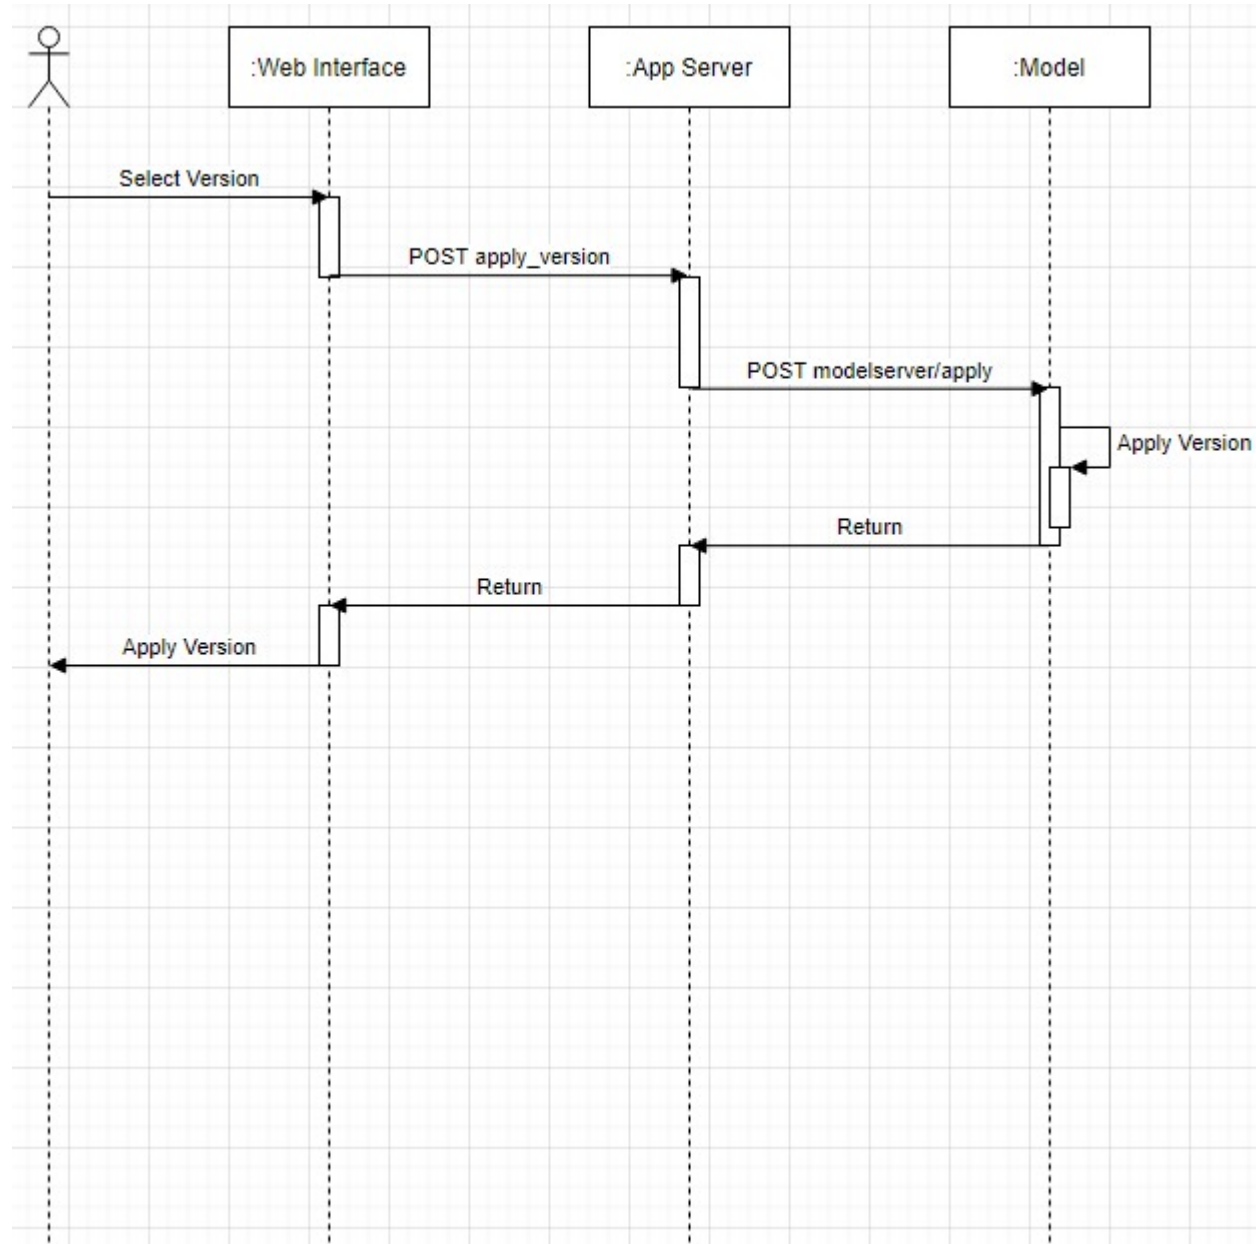 :Web Interface
:App Server
:Model
Select Version
POST apply_version
POST modelserver/apply
Apply Version
Return
Return
Apply Version